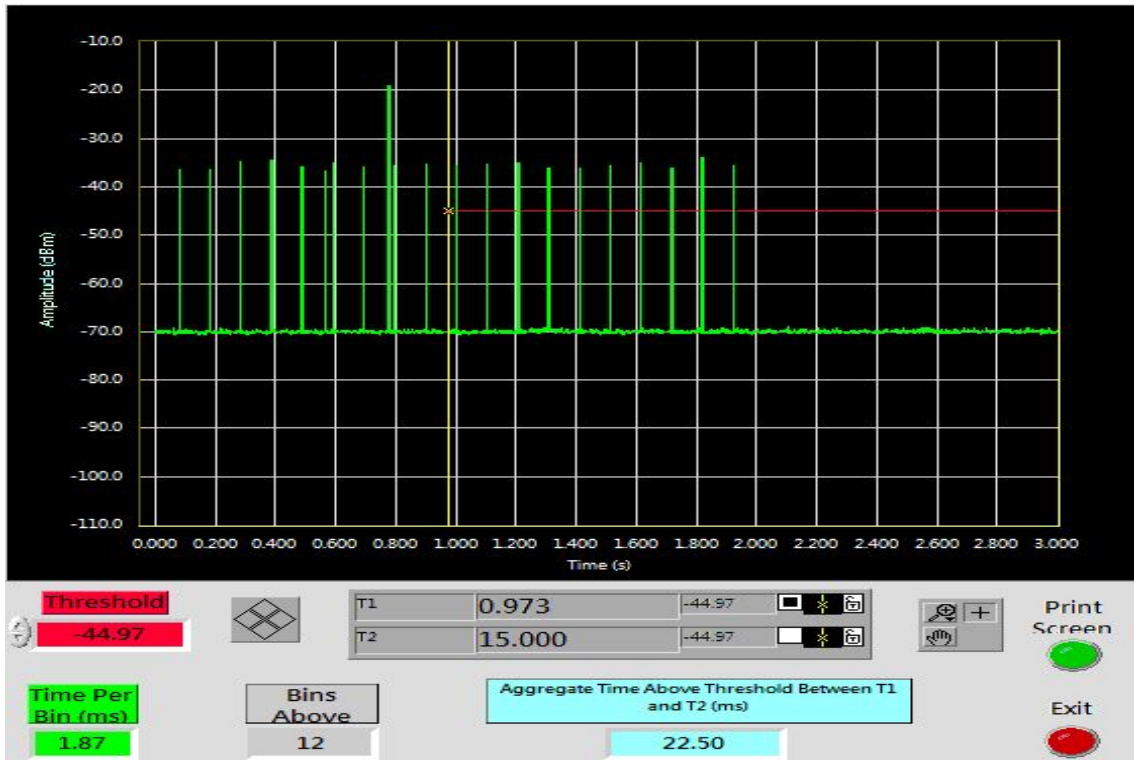 -10.0
-20.0
-30.0
-40.0
-50.0
-60.0
-70.0
-80.0
-90.0
-100.0
-110.0
Amplitude (dBm)
0.000 0.200 0.400 0.600 0.800 1.000 1.200 1.400 1.600 1.800 2.000 2.200 2.400 2.600 2.800 3.000
Time (s)
Threshold
-44.97
T1 0.973 -44.97
T2 15.000 -44.97
Print
Screen
Time Per
Bin (ms)
1.87
Bins
Above
12
Aggregate Time Above Threshold Between T1
and T2 (ms)
22.50
Exit